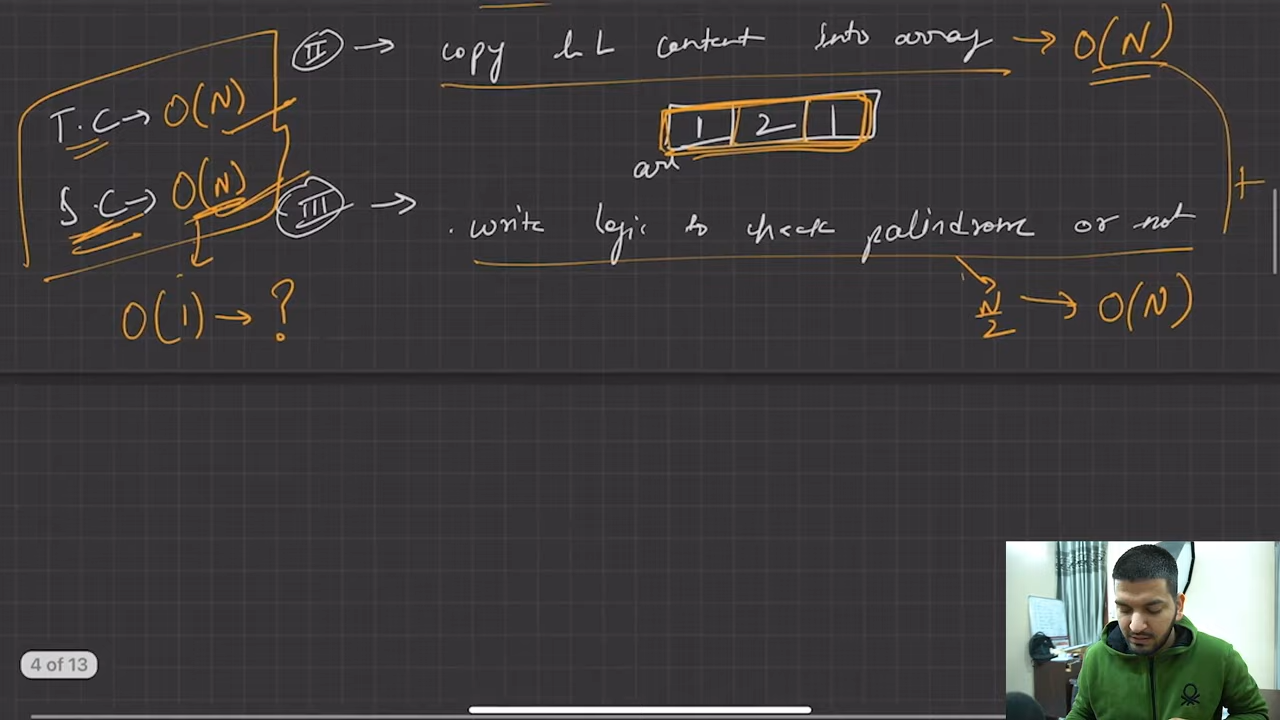 II → copy LL content into array → O(N)
T.C → O(N)
1 2 1
arr
S.C → O(N)
III → write logic to check palindrome or not
O(1) → ?
N/2 → O(N)
+
4 of 13